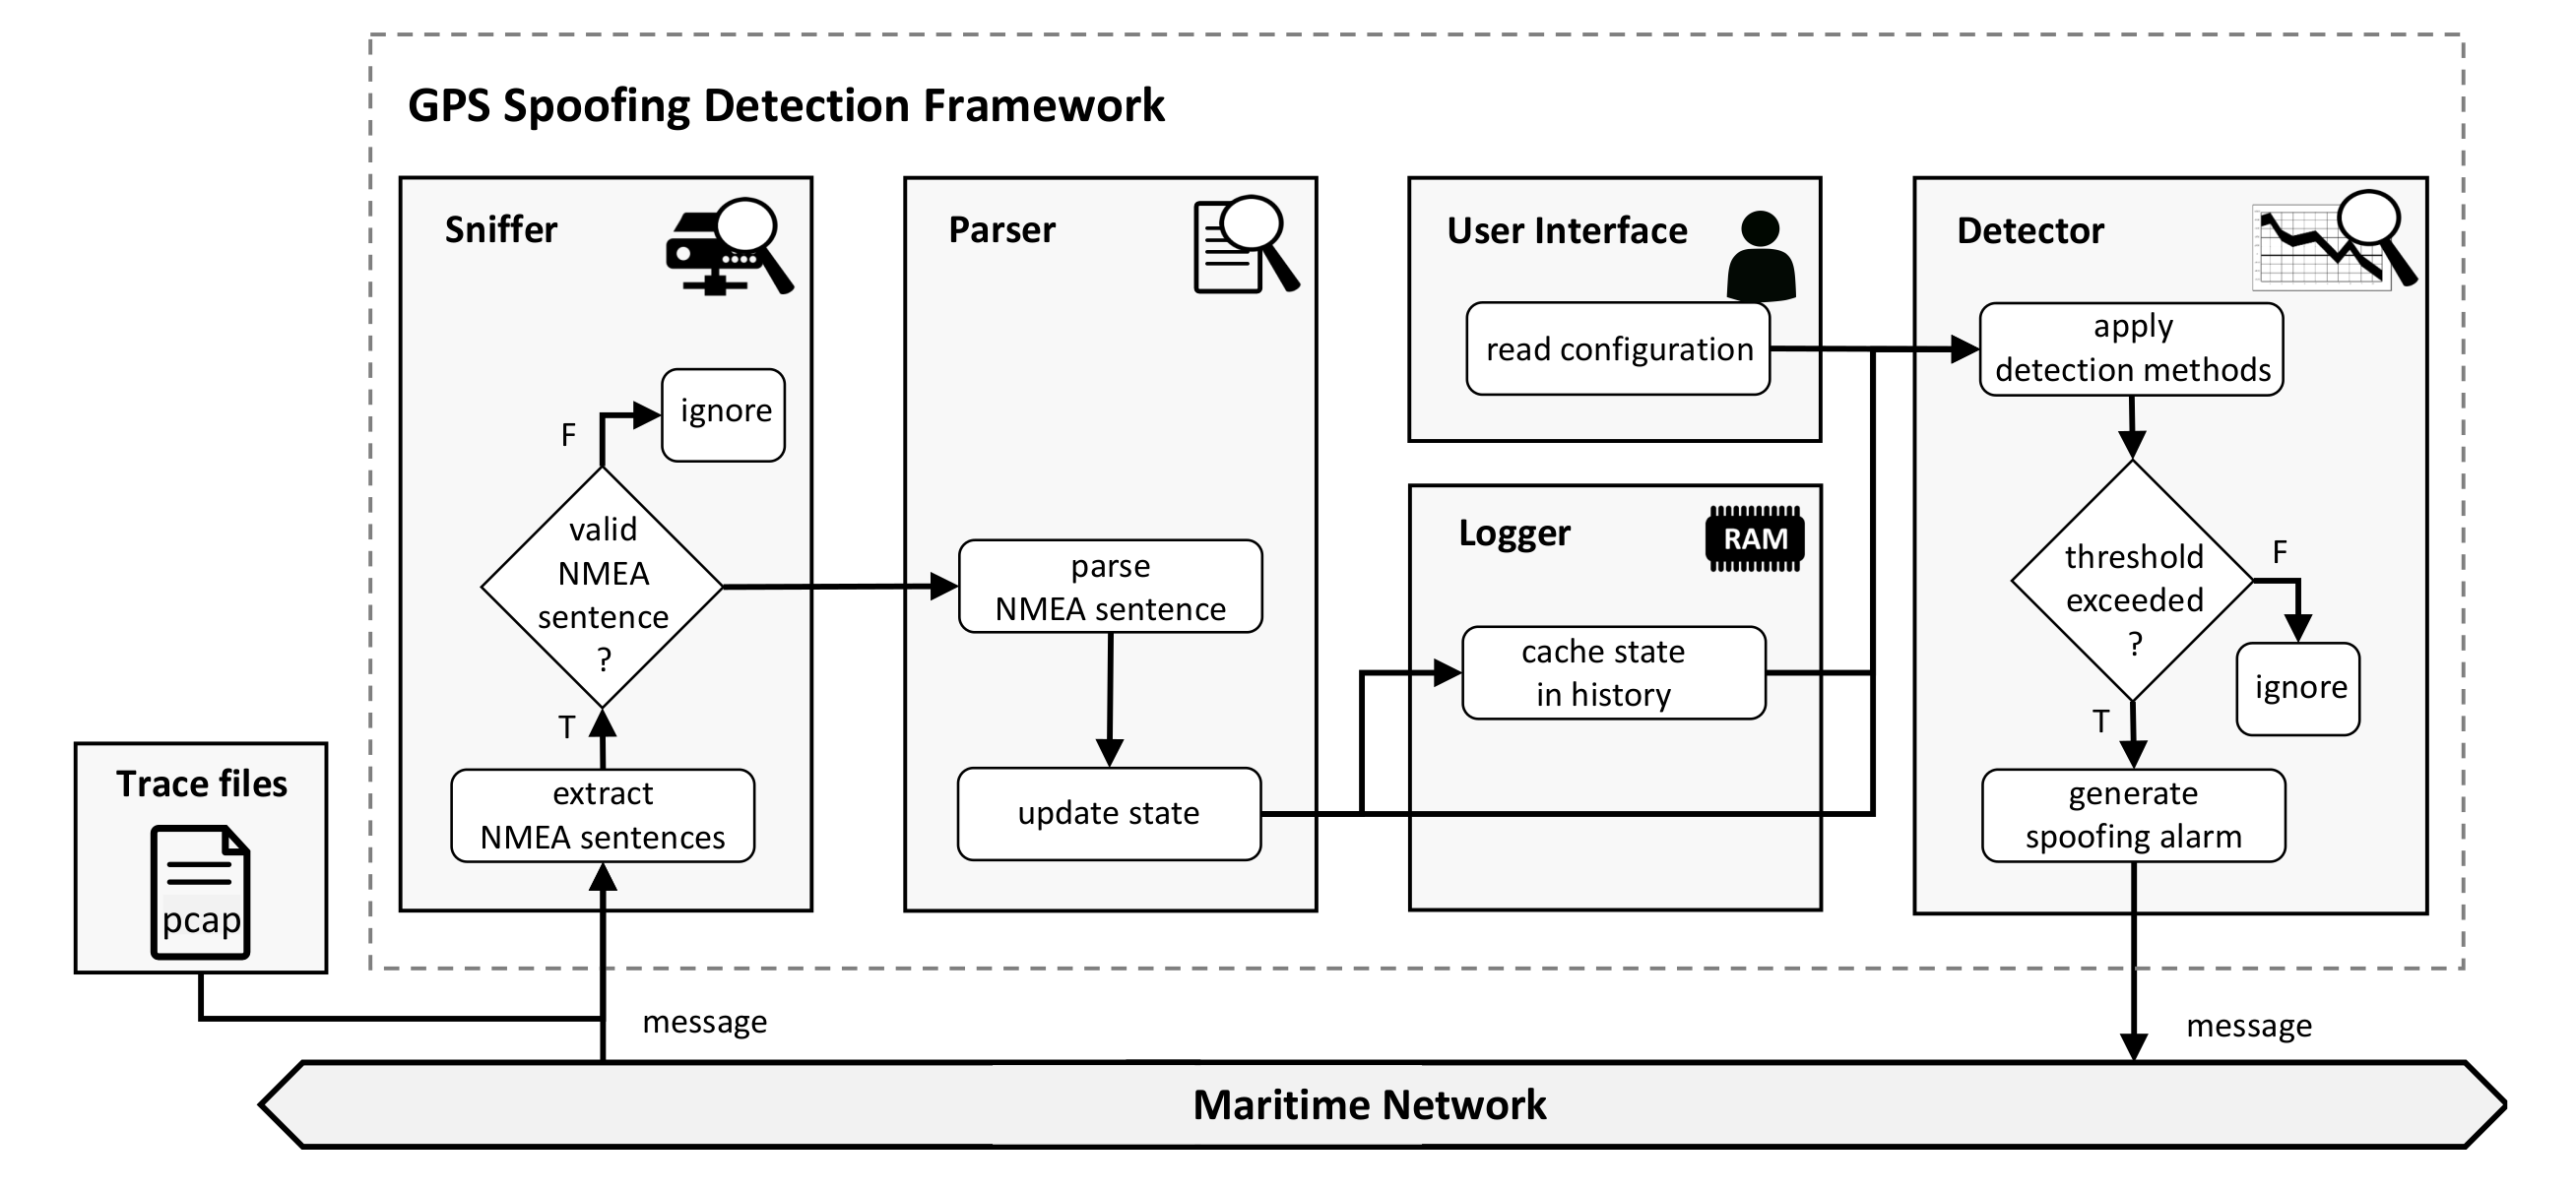 GPS Spoofing Detection Framework
Sniffer
ignore
F
valid
NMEA
sentence
?
T
extract
NMEA sentences
Parser
parse
NMEA sentence
update state
User Interface
read configuration
Logger
RAM
cache state
in history
Detector
apply
detection methods
threshold
exceeded
?
F
ignore
T
generate
spoofing alarm
Trace files
pcap
message
message
Maritime Network